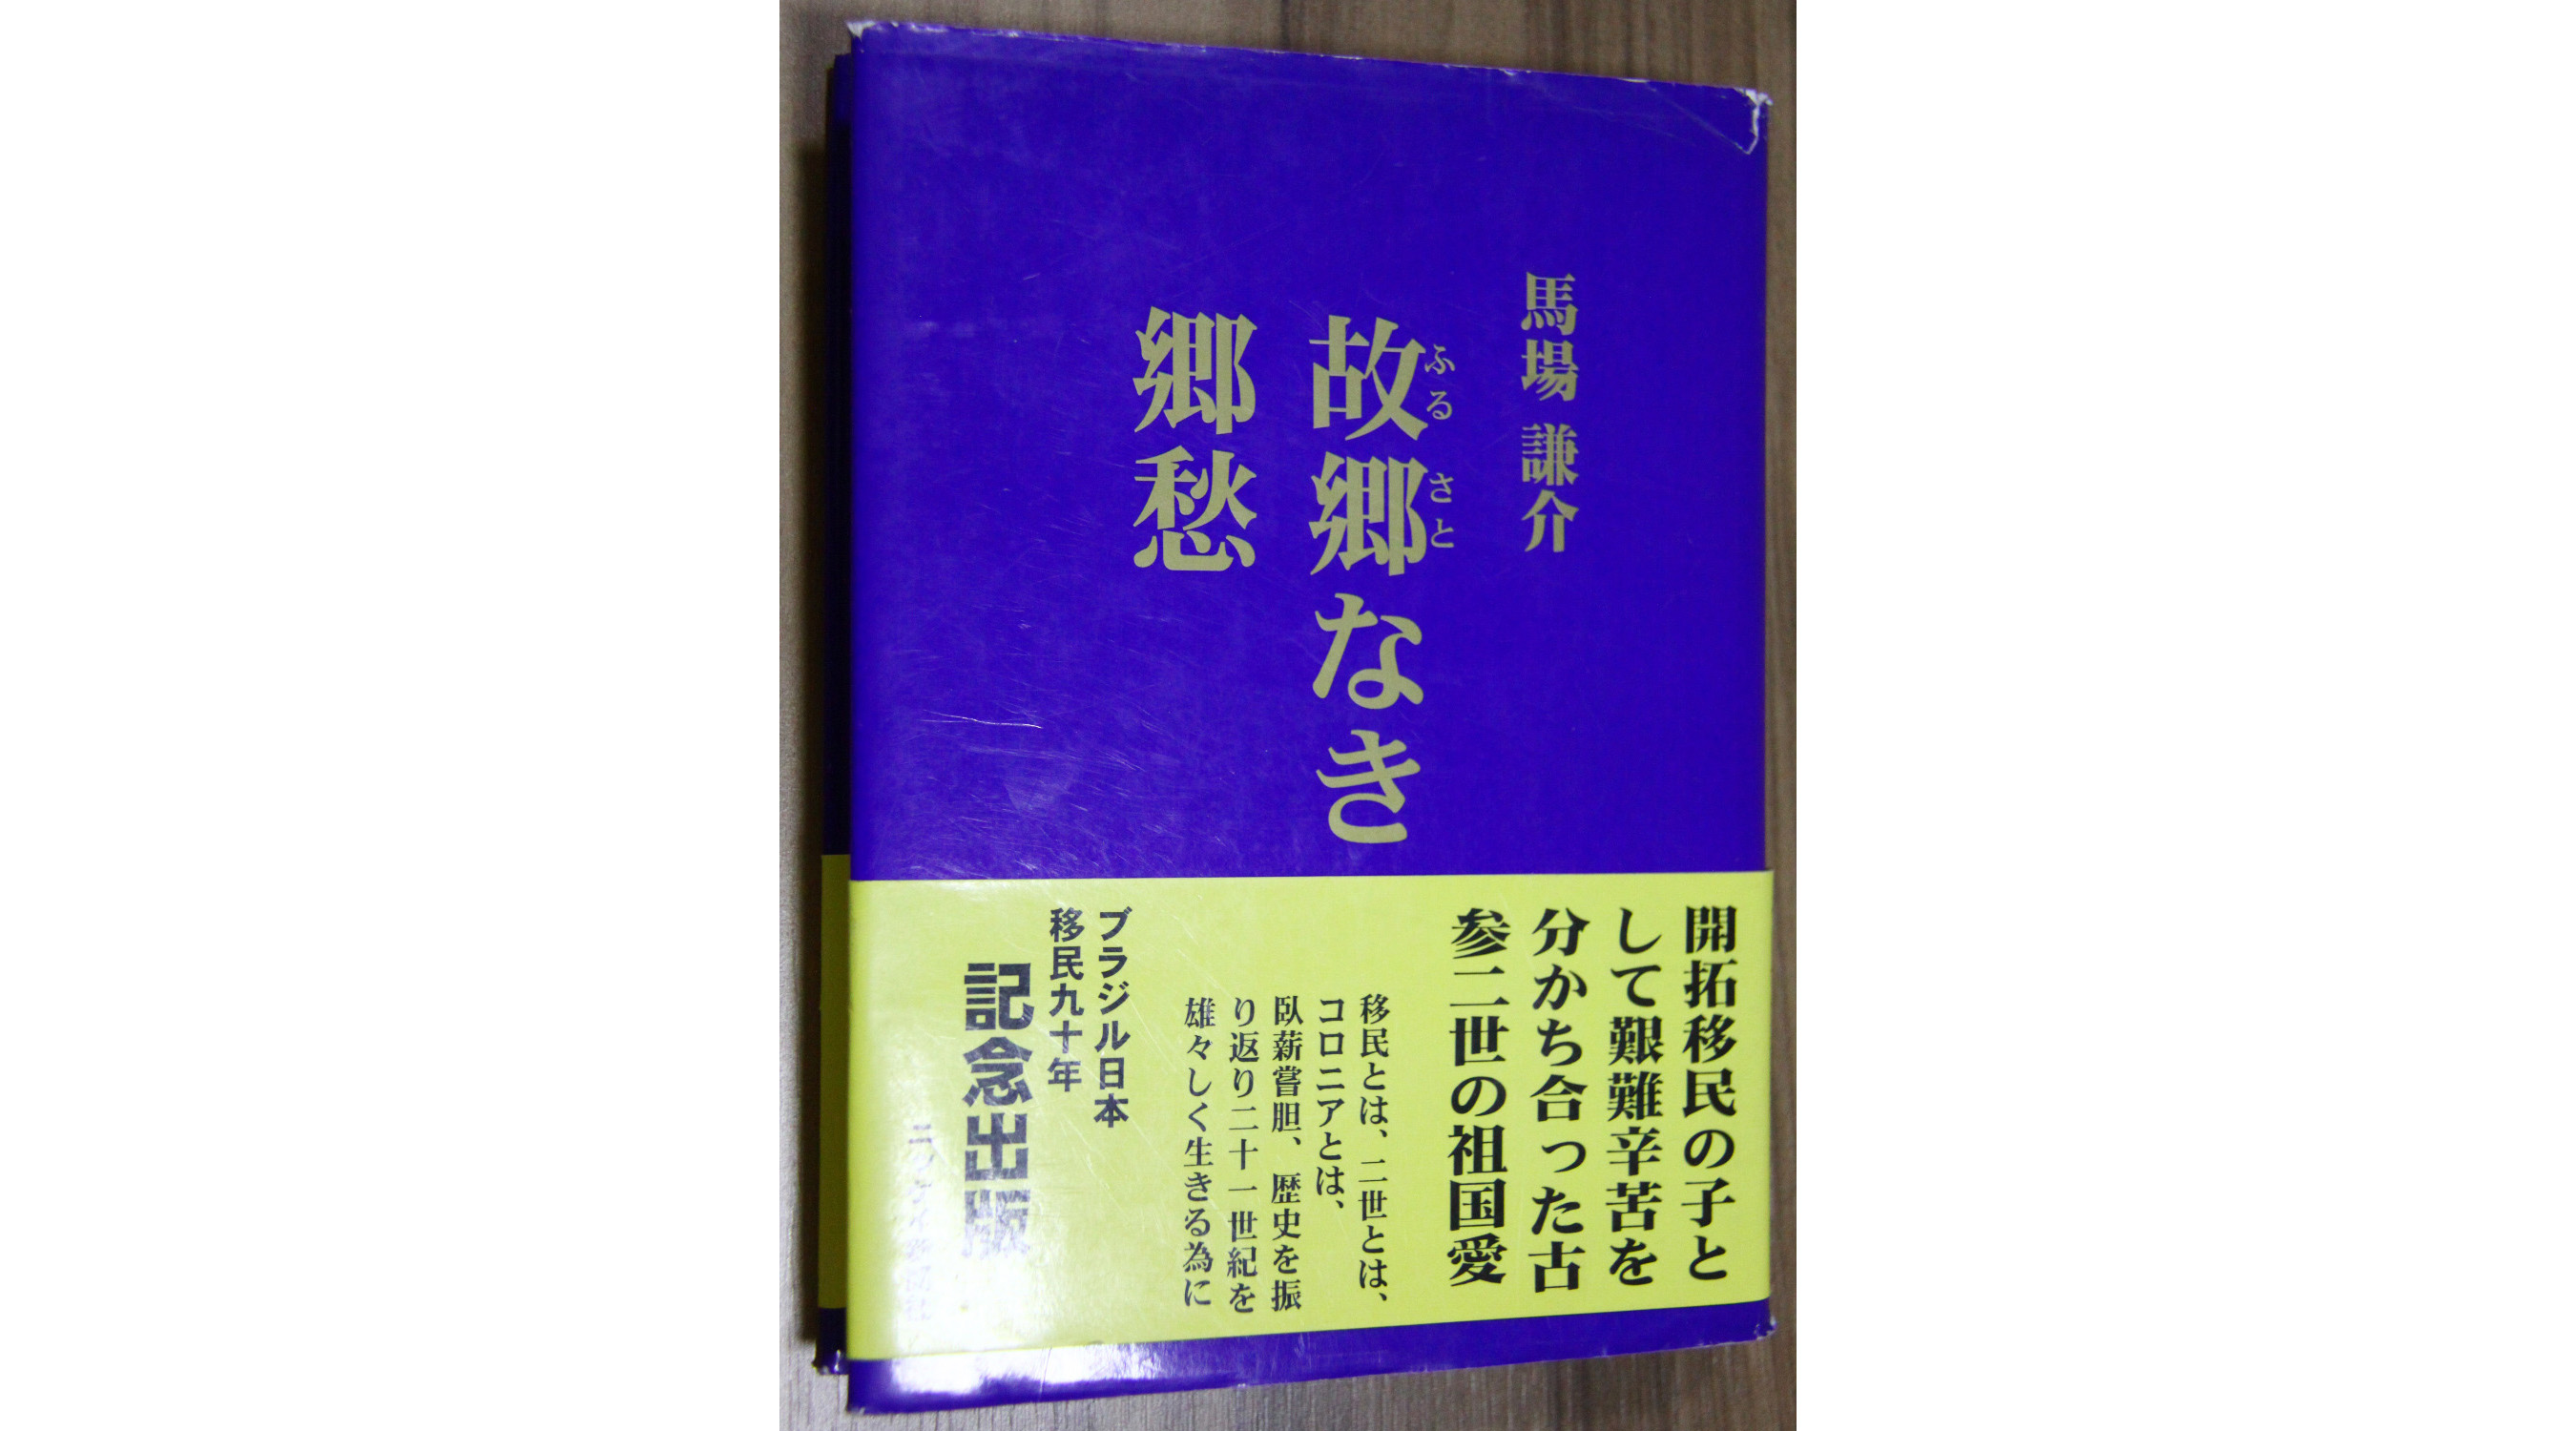 馬場 謙介
故郷なき
ふるさと
郷愁
開拓移民の子と
して艱難辛苦を
分かち合った古
参二世の祖国愛
移民とは、二世とは、
コロニアとは、
臥薪嘗胆、歴史を振
り返り二十一世紀を
雄々しく生きる為に
ブラジル日本
移民九十年
記念出版